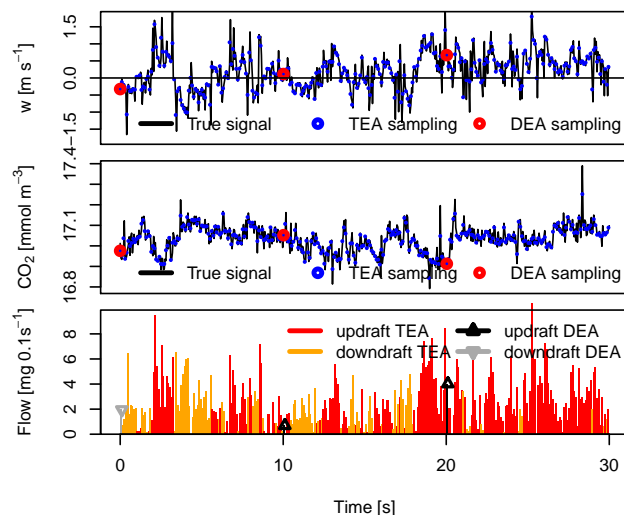 w [m s⁻¹]
1.5
0.0
−1.5
True signal
TEA sampling
DEA sampling
CO₂ [mmol m⁻³]
17.4
17.1
16.8
True signal
TEA sampling
DEA sampling
Flow [mg 0.1s⁻¹]
8
6
4
2
0
updraft TEA
updraft DEA
downdraft TEA
downdraft DEA
0
10
20
30
Time [s]